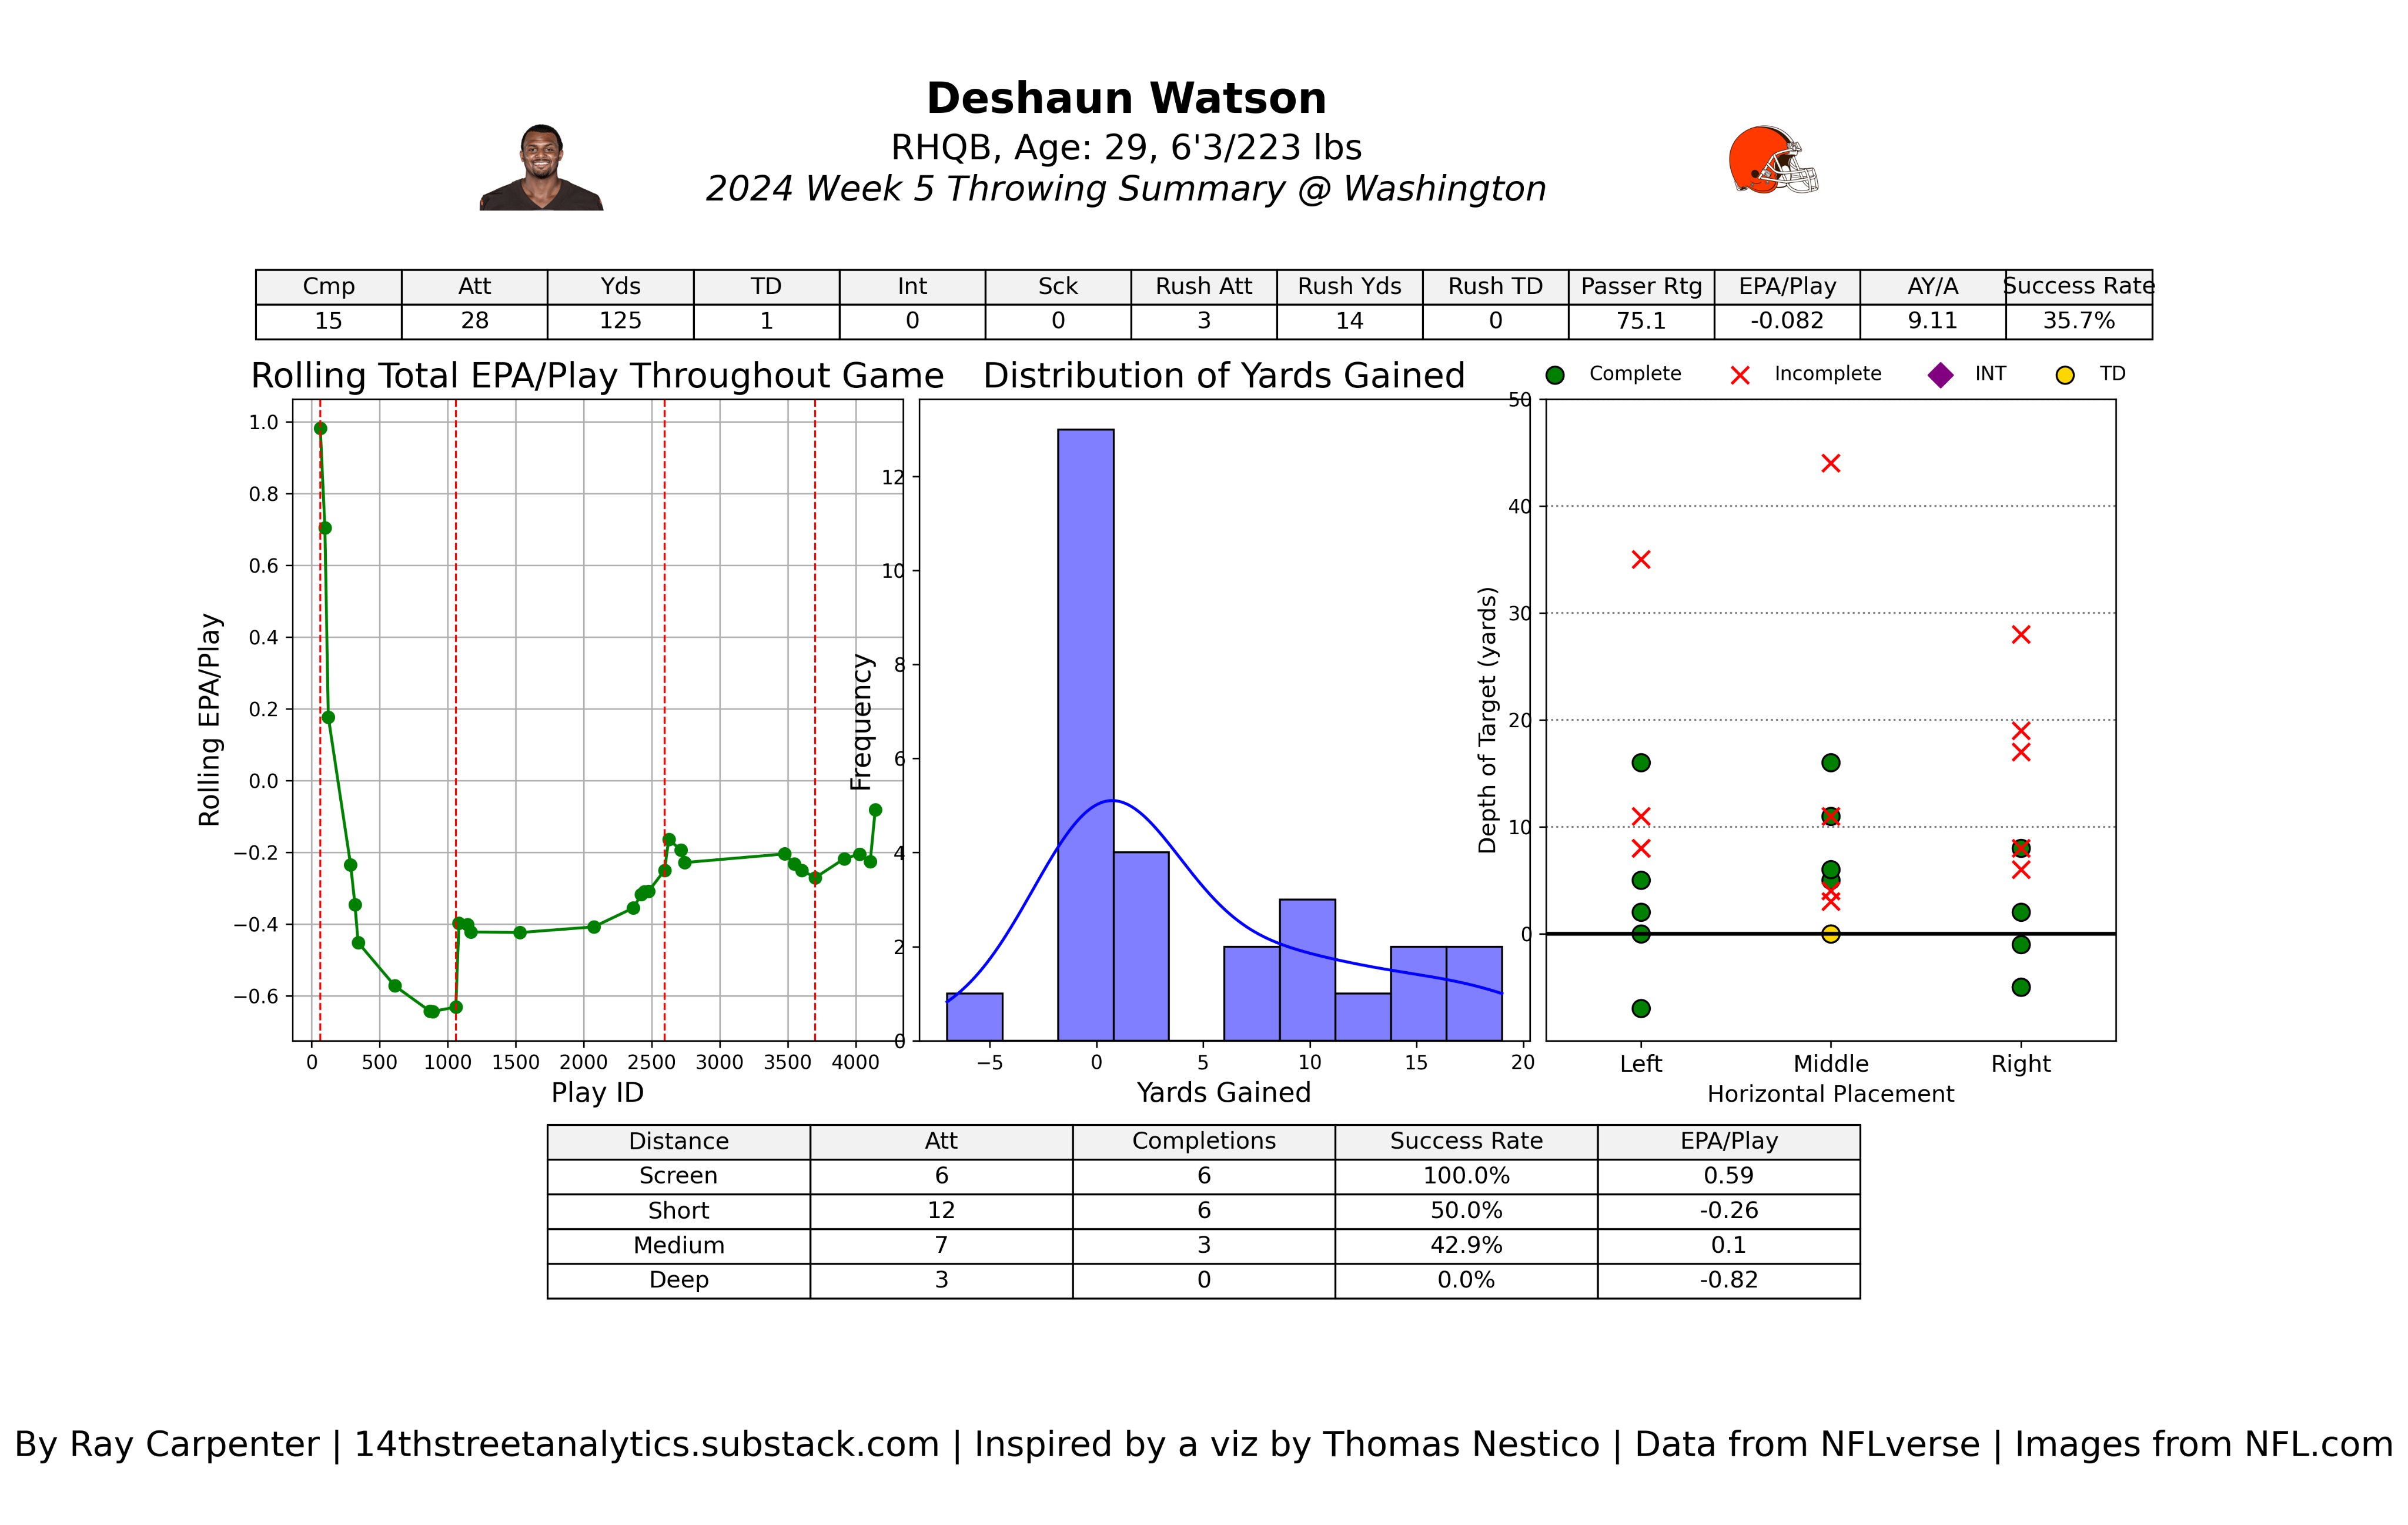 Deshaun Watson
RHQB, Age: 29, 6'3/223 lbs
2024 Week 5 Throwing Summary @ Washington
Cmp Att Yds TD Int Sck Rush Att Rush Yds Rush TD Passer Rtg EPA/Play AY/A Success Rate
15 28 125 1 0 0 3 14 0 75.1 -0.082 9.11 35.7%
Rolling Total EPA/Play Throughout Game
1.0
0.8
0.6
0.4
0.2
0.0
−0.2
−0.4
−0.6
Rolling EPA/Play
0 500 1000 1500 2000 2500 3000 3500 4000
Play ID
Distribution of Yards Gained
12
10
8
6
4
2
0
Frequency
−5 0 5 10 15 20
Yards Gained
Complete Incomplete INT TD
50
40
30
20
10
0
Depth of Target (yards)
Left Middle Right
Horizontal Placement
Distance Att Completions Success Rate EPA/Play
Screen 6 6 100.0% 0.59
Short 12 6 50.0% -0.26
Medium 7 3 42.9% 0.1
Deep 3 0 0.0% -0.82
By Ray Carpenter | 14thstreetanalytics.substack.com | Inspired by a viz by Thomas Nestico | Data from NFLverse | Images from NFL.com